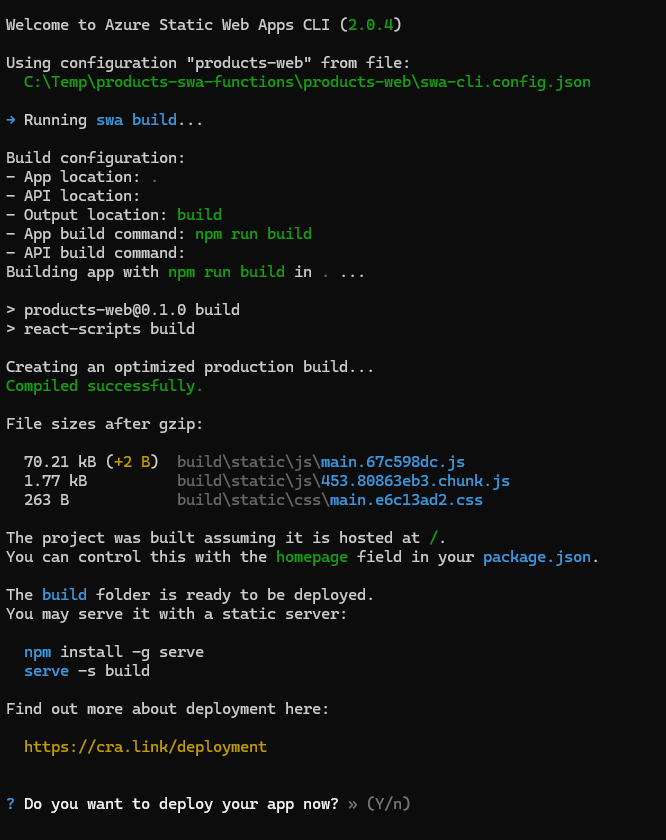 Welcome to Azure Static Web Apps CLI (2.0.4)
Using configuration "products-web" from file:
C:\Temp\products-swa-functions\products-web\swa-cli.config.json
→ Running swa build...
Build configuration:
- App location: .
- API location:
- Output location: build
- App build command: npm run build
- API build command:
Building app with npm run build in . ...
> products-web@0.1.0 build
> react-scripts build
Creating an optimized production build...
Compiled successfully.
File sizes after gzip:
70.21 kB (+2 B)  build\static\js\main.67c598dc.js
1.77 kB  build\static\js\453.80863eb3.chunk.js
263 B  build\static\css\main.e6c13ad2.css
The project was built assuming it is hosted at /.
You can control this with the homepage field in your package.json.
The build folder is ready to be deployed.
You may serve it with a static server:
npm install -g serve
serve -s build
Find out more about deployment here:
https://cra.link/deployment
? Do you want to deploy your app now? » (Y/n)